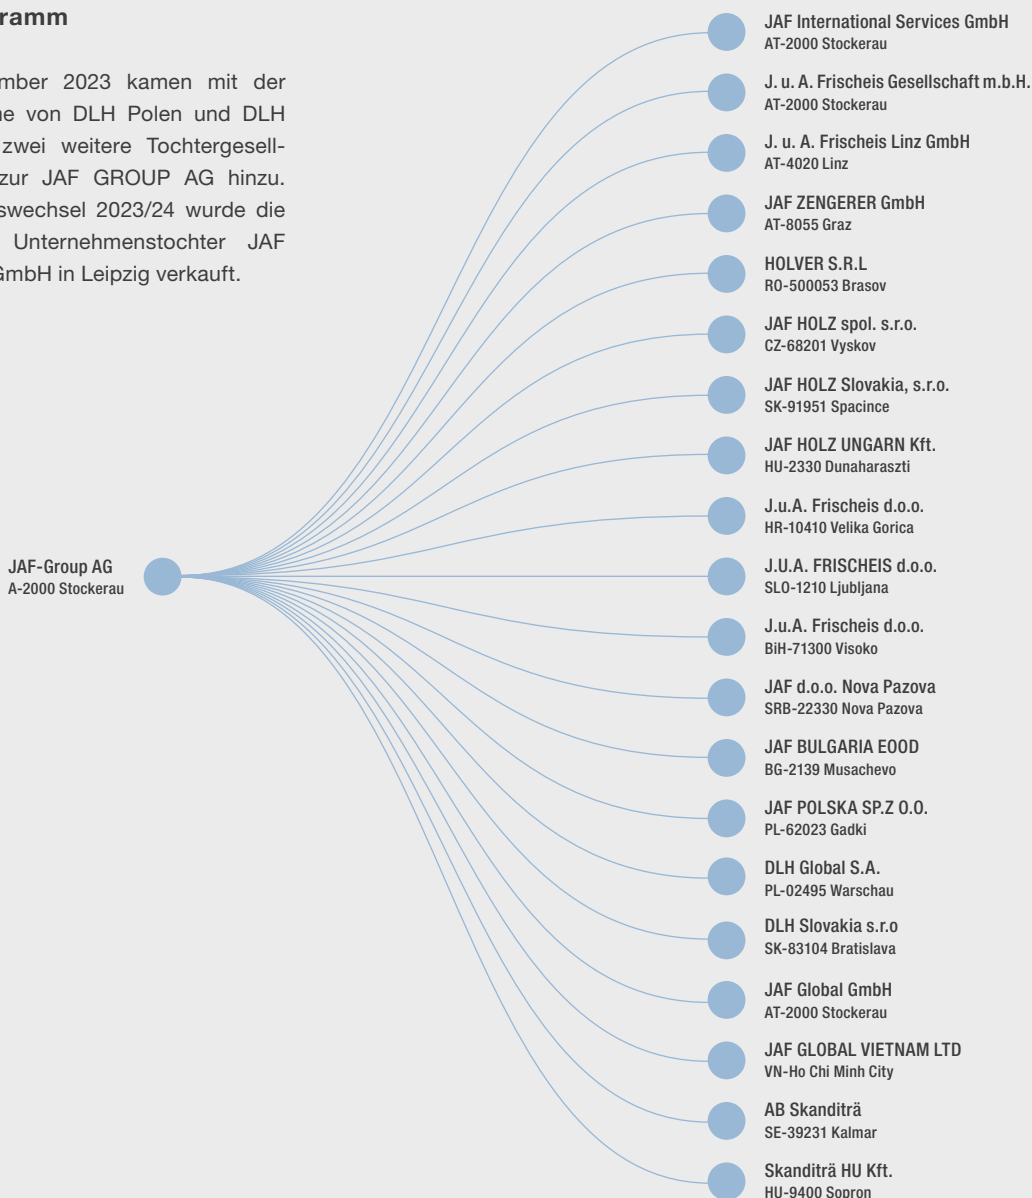 ramm
mber 2023 kamen mit der
ne von DLH Polen und DLH
zwei weitere Tochtergesell-
zur JAF GROUP AG hinzu.
swechsel 2023/24 wurde die
Unternehmenstochter JAF
GmbH in Leipzig verkauft.
JAF-Group AG
A-2000 Stockerau
JAF International Services GmbH
AT-2000 Stockerau
J. u. A. Frischeis Gesellschaft m.b.H.
AT-2000 Stockerau
J. u. A. Frischeis Linz GmbH
AT-4020 Linz
JAF ZENGERER GmbH
AT-8055 Graz
HOLVER S.R.L
RO-500053 Brasov
JAF HOLZ spol. s.r.o.
CZ-68201 Vyskov
JAF HOLZ Slovakia, s.r.o.
SK-91951 Spacince
JAF HOLZ UNGARN Kft.
HU-2330 Dunaharaszti
J.u.A. Frischeis d.o.o.
HR-10410 Velika Gorica
J.U.A. FRISCHEIS d.o.o.
SLO-1210 Ljubljana
J.u.A. Frischeis d.o.o.
BiH-71300 Visoko
JAF d.o.o. Nova Pazova
SRB-22330 Nova Pazova
JAF BULGARIA EOOD
BG-2139 Musachevo
JAF POLSKA SP.Z O.O.
PL-62023 Gadki
DLH Global S.A.
PL-02495 Warschau
DLH Slovakia s.r.o
SK-83104 Bratislava
JAF Global GmbH
AT-2000 Stockerau
JAF GLOBAL VIETNAM LTD
VN-Ho Chi Minh City
AB Skanditrä
SE-39231 Kalmar
Skanditrä HU Kft.
HU-9400 Sopron